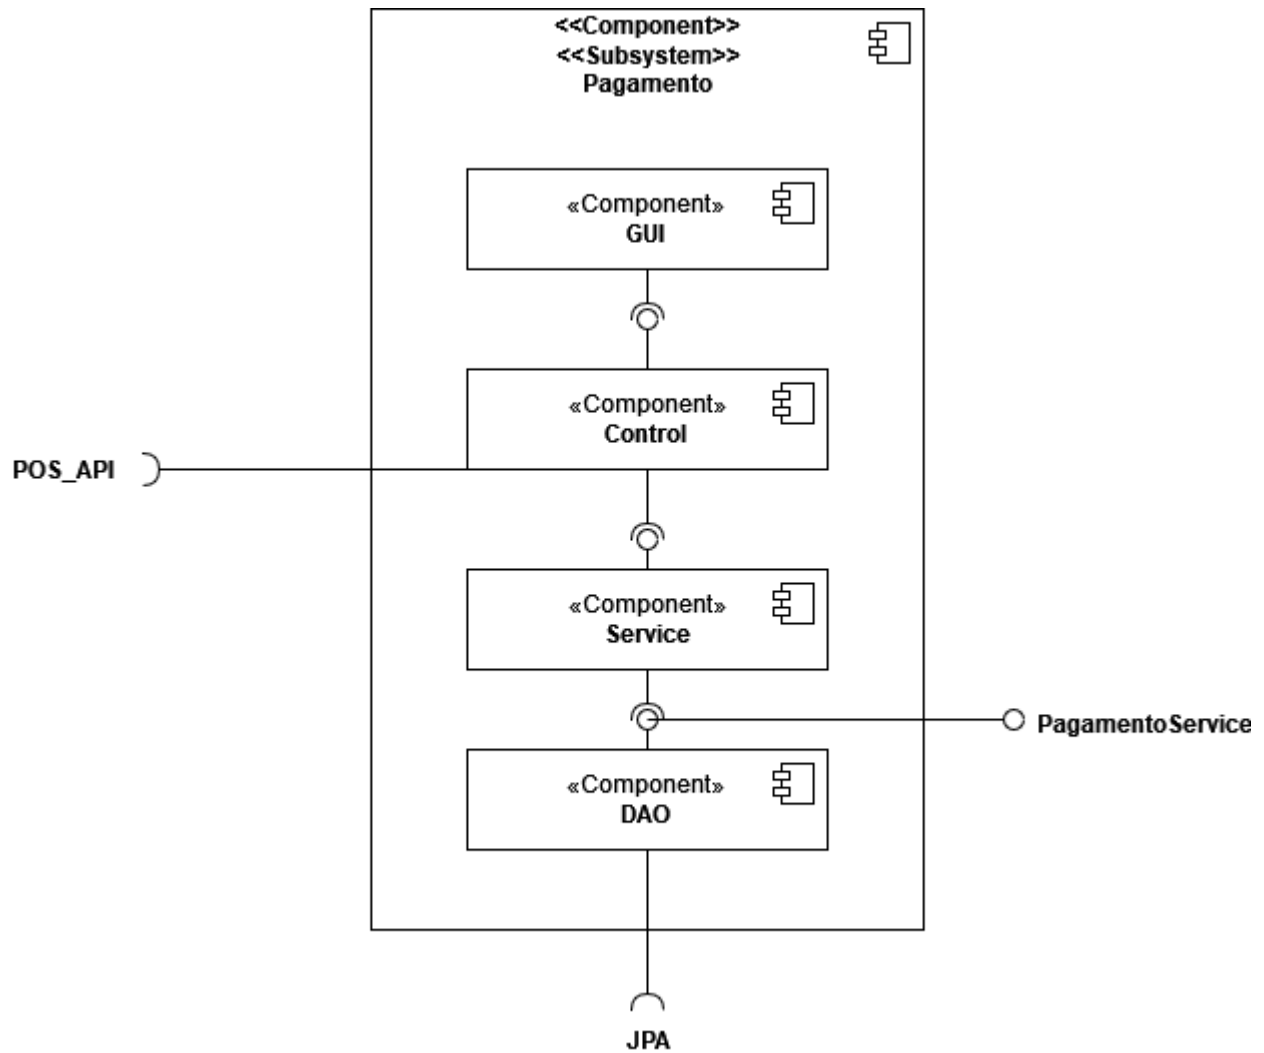 <<Component>>
<<Subsystem>>
Pagamento
«Component»
GUI
«Component»
Control
POS_API
«Component»
Service
PagamentoService
«Component»
DAO
JPA